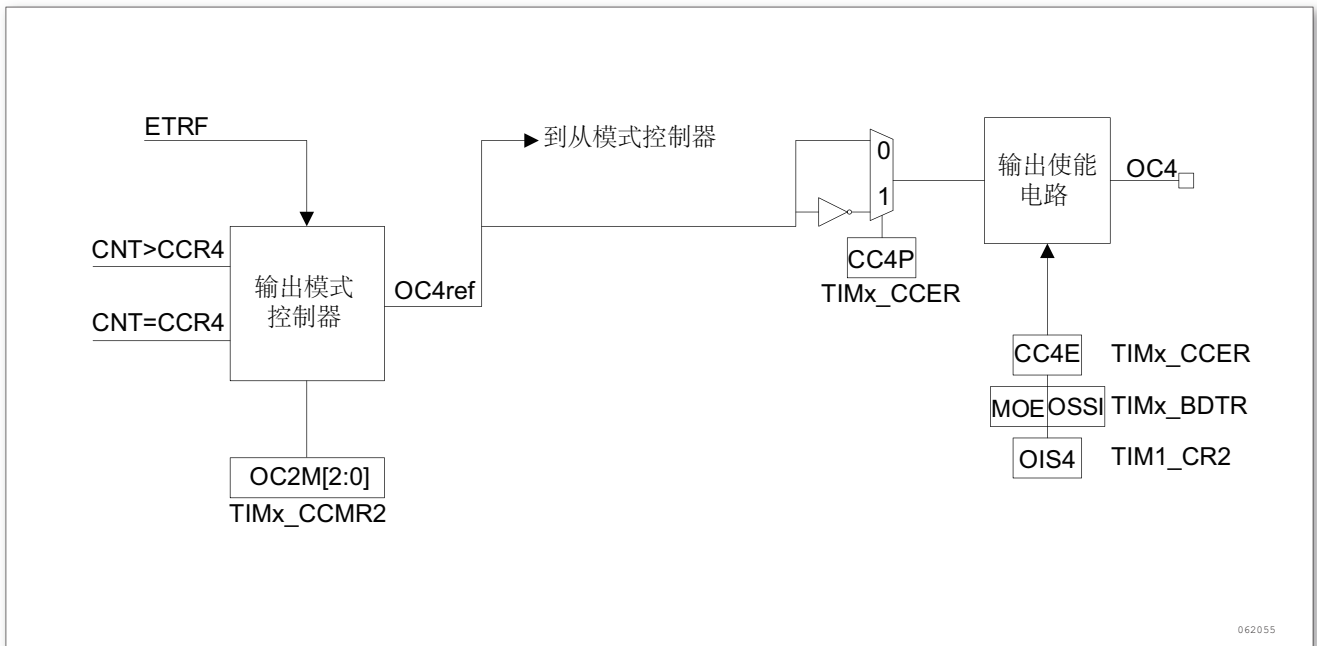 ETRF
到从模式控制器
0
1
输出使能
电路
OC4
CNT>CCR4
CNT=CCR4
输出模式
控制器
OC4ref
CC4P
TIMx_CCER
CC4E
TIMx_CCER
MOE
OSSI
TIMx_BDTR
OIS4
TIM1_CR2
OC2M[2:0]
TIMx_CCMR2
062055